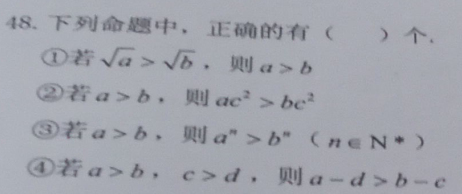 48. 下列命题中，正确的有（ ）个.
①若 √a > √b，则 a > b
②若 a > b，则 ac² > bc²
③若 a > b，则 aⁿ > bⁿ（n ∈ N*）
④若 a > b，c > d，则 a - d > b - c